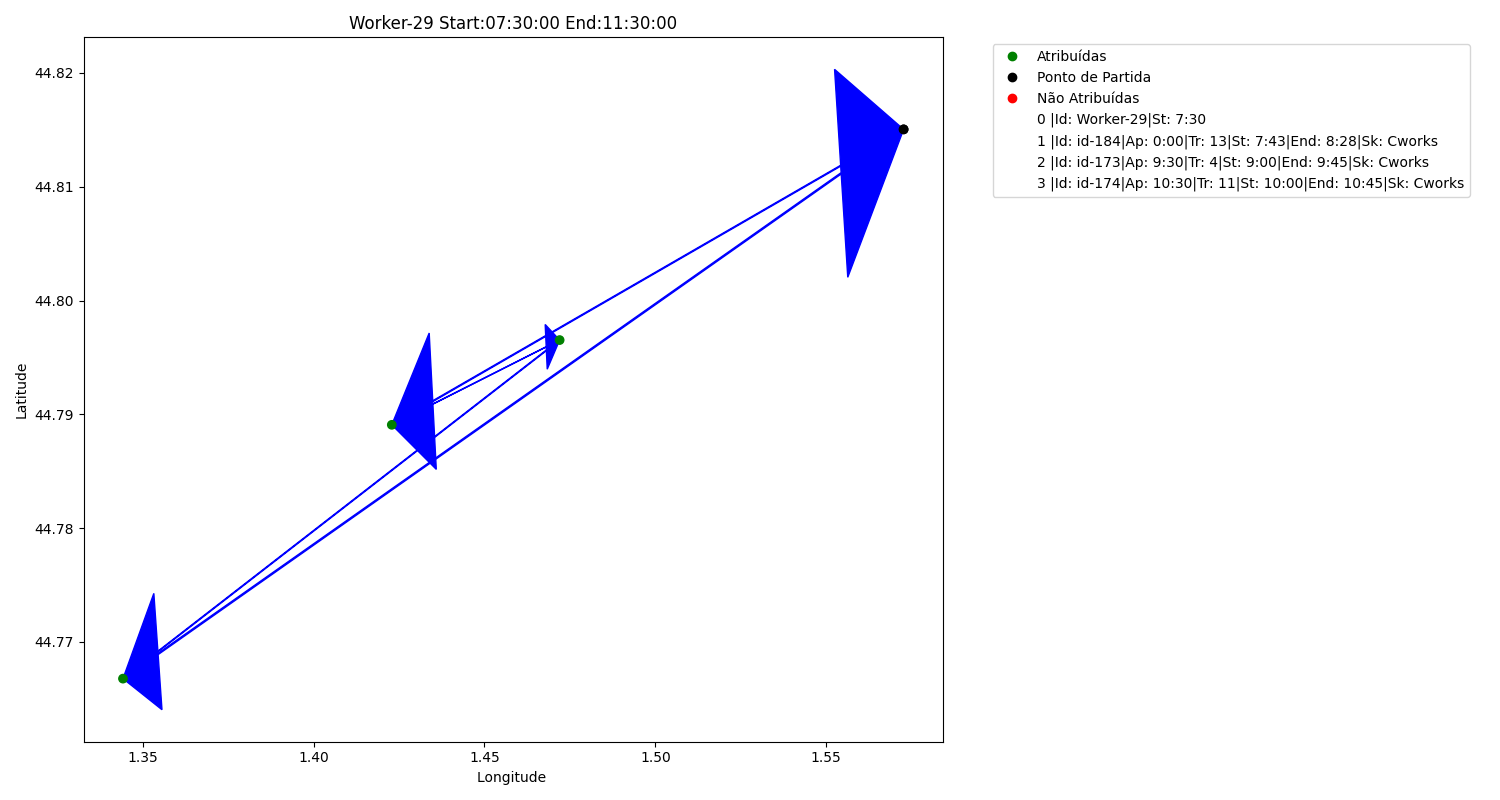 Worker-29 Start:07:30:00 End:11:30:00
44.82
44.81
44.80
44.79
44.78
44.77
Latitude
1.35 1.40 1.45 1.50 1.55
Longitude
Atribuídas
Ponto de Partida
Não Atribuídas
0 |Id: Worker-29|St: 7:30
1 |Id: id-184|Ap: 0:00|Tr: 13|St: 7:43|End: 8:28|Sk: Cworks
2 |Id: id-173|Ap: 9:30|Tr: 4|St: 9:00|End: 9:45|Sk: Cworks
3 |Id: id-174|Ap: 10:30|Tr: 11|St: 10:00|End: 10:45|Sk: Cworks